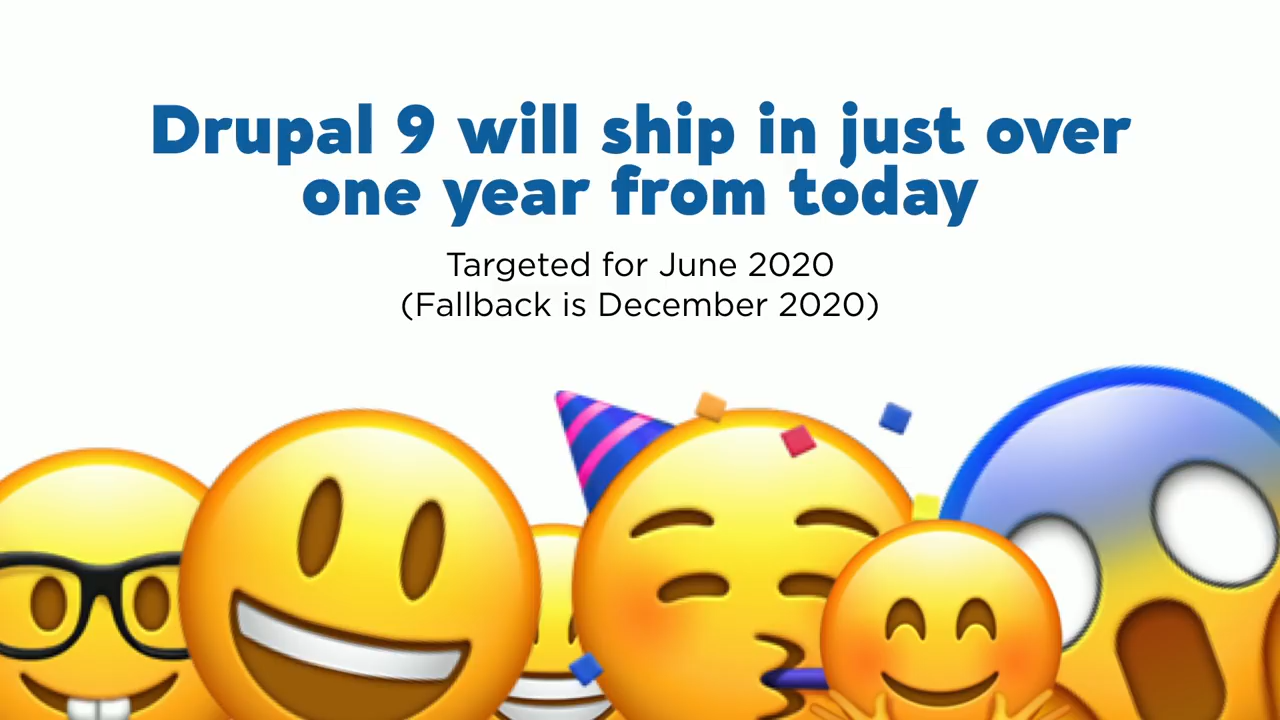 Drupal 9 will ship in just over
one year from today
Targeted for June 2020
(Fallback is December 2020)